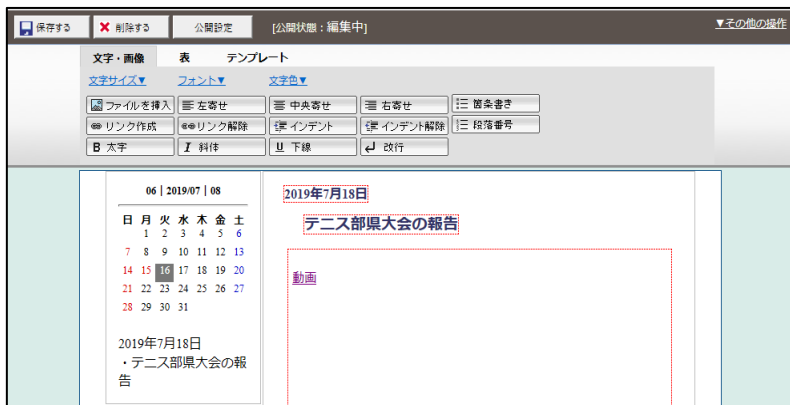 保存する 削除する 公開設定 [公開状態：編集中] ▼その他の操作
文字・画像 表 テンプレート
文字サイズ▼ フォント▼ 文字色▼
ファイルを挿入 左寄せ 中央寄せ 右寄せ 箇条書き
リンク作成 リンク解除 インデント インデント解除 段落番号
B 太字 I 斜体 U 下線 改行
06 | 2019/07 | 08
日 月 火 水 木 金 土
1 2 3 4 5 6
7 8 9 10 11 12 13
14 15 16 17 18 19 20
21 22 23 24 25 26 27
28 29 30 31
2019年7月18日
・テニス部県大会の報
告
2019年7月18日
テニス部県大会の報告
動画